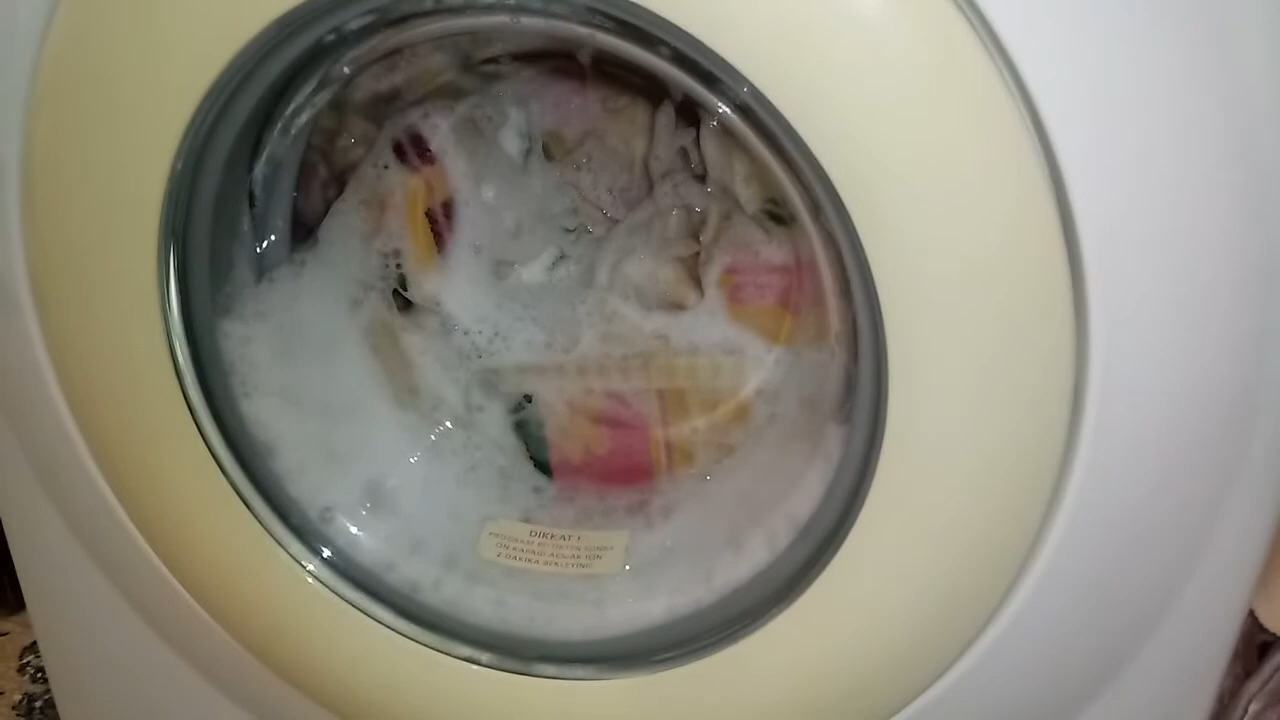 DİKKAT !
PROGRAM BİTTİKTEN SONRA
ÖN KAPAĞI AÇMAK İÇİN
2 DAKİKA BEKLEYİNİZ